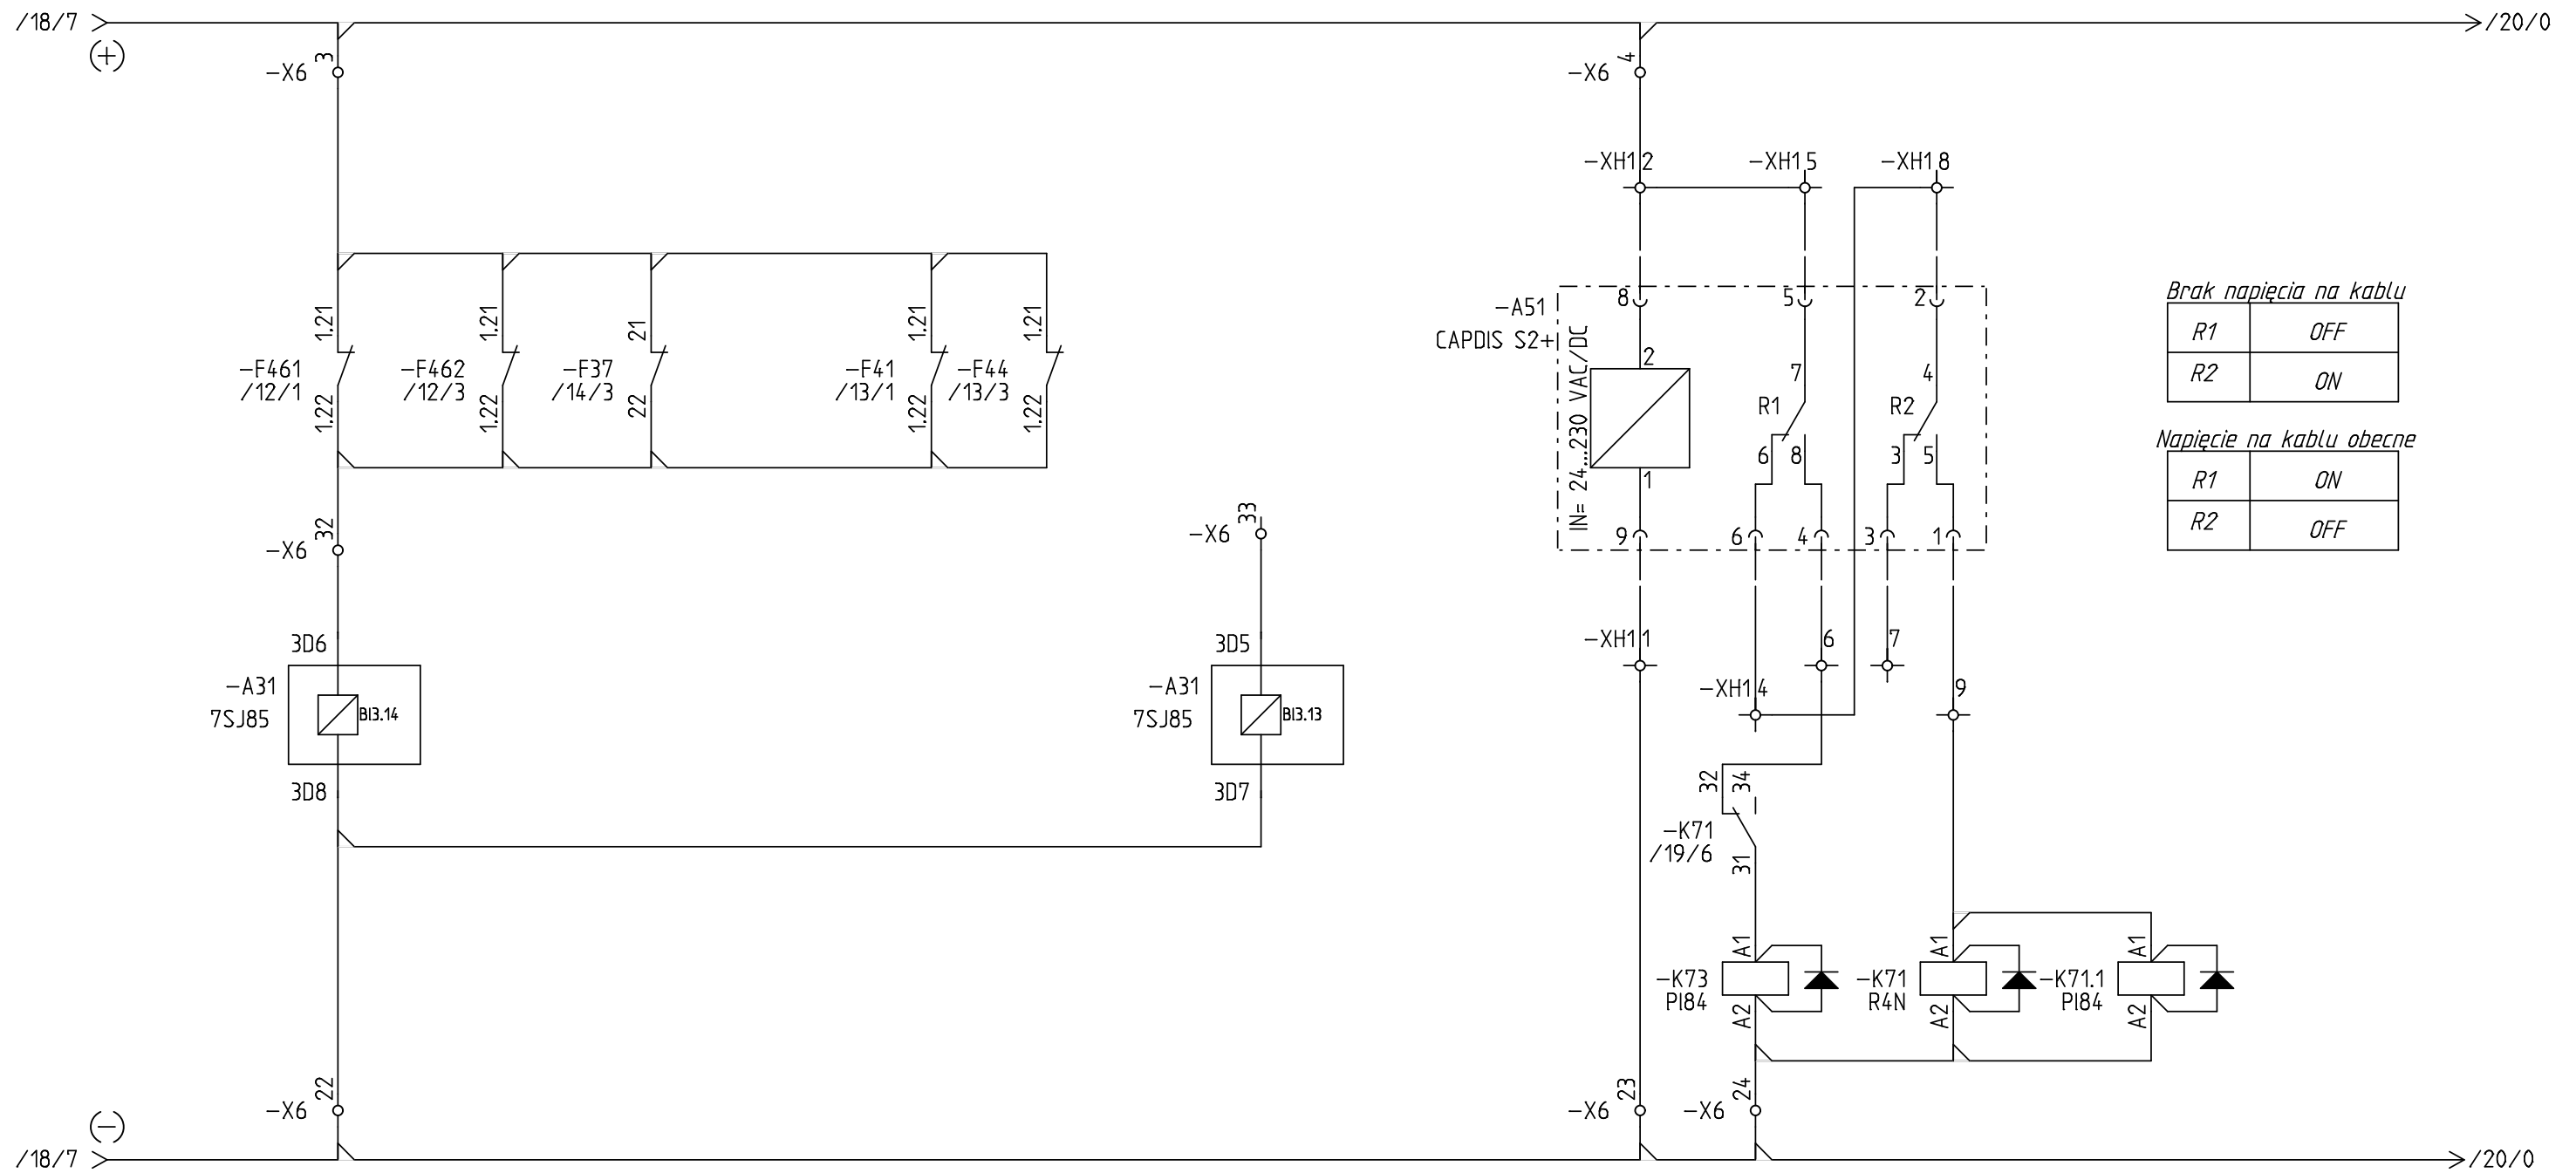 /18/7
/20/0
(+)
-X6
3
-X6
4
-XH1 2
-XH1 5
-XH1 8
1.21
1.21
21
1.21
1.21
-F461
/12/1
-F462
/12/3
-F37
/14/3
-F41
/13/1
-F44
/13/3
1.22
1.22
22
1.22
1.22
-A51
CAPDIS S2+
IN= 24...230 VAC/DC
8
5
2
2
7
4
R1
R2
6
8
3
5
1
9
6
4
3
1
Brak napięcia na kablu
R1 OFF
R2 ON
Napięcie na kablu obecne
R1 ON
R2 OFF
-X6
32
-X6
33
3D6
-A31
7SJ85
BI3.14
3D8
3D5
-A31
7SJ85
BI3.13
3D7
-XH1 1
6
7
-XH1 4
9
32
34
-K71
/19/6
31
A1
A1
A1
-K73
PI84
-K71
R4N
-K71.1
PI84
A2
A2
A2
-X6
22
-X6
23
-X6
24
(-)
/18/7
/20/0